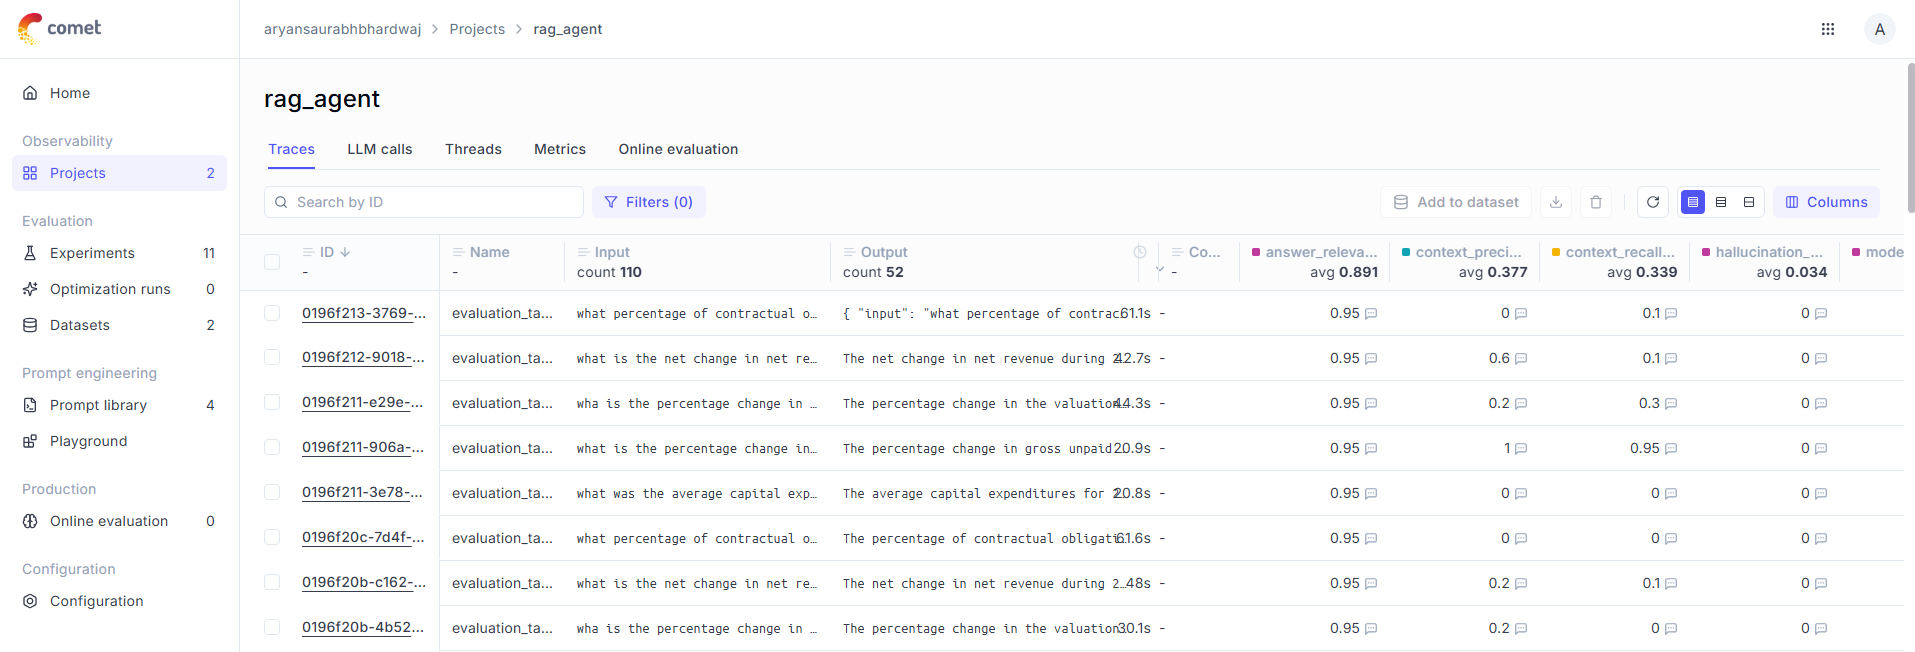 comet
aryansaurabhbhardwaj > Projects > rag_agent
A
Home
Observability
Projects 2
Evaluation
Experiments 11
Optimization runs 0
Datasets 2
Prompt engineering
Prompt library 4
Playground
Production
Online evaluation 0
Configuration
Configuration
rag_agent
Traces LLM calls Threads Metrics Online evaluation
Search by ID Filters (0) Add to dataset Columns
ID Name Input Output Co... answer_releva... context_preci... context_recall... hallucination_... mode
- - count 110 count 52 - avg 0.891 avg 0.377 avg 0.339 avg 0.034
0196f213-3769-... evaluation_ta... what percentage of contractual o... { "input": "what percentage of contrac 61.1s - 0.95 0 0.1 0
0196f212-9018-... evaluation_ta... what is the net change in net re... The net change in net revenue during 2 42.7s - 0.95 0.6 0.1 0
0196f211-e29e-... evaluation_ta... wha is the percentage change in ... The percentage change in the valuation 44.3s - 0.95 0.2 0.3 0
0196f211-906a-... evaluation_ta... what is the percentage change in... The percentage change in gross unpaid 20.9s - 0.95 1 0.95 0
0196f211-3e78-... evaluation_ta... what was the average capital exp... The average capital expenditures for 20.8s - 0.95 0 0 0
0196f20c-7d4f-... evaluation_ta... what percentage of contractual o... The percentage of contractual obligati 61.6s - 0.95 0 0 0
0196f20b-c162-... evaluation_ta... what is the net change in net re... The net change in net revenue during 2... 48s - 0.95 0.2 0.1 0
0196f20b-4b52... evaluation_ta... wha is the percentage change in ... The percentage change in the valuation 30.1s - 0.95 0.2 0 0